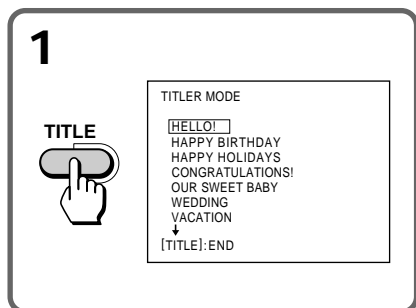 1
TITLE
TITLER MODE
HELLO!
HAPPY BIRTHDAY
HAPPY HOLIDAYS
CONGRATULATIONS!
OUR SWEET BABY
WEDDING
VACATION
[TITLE]:END